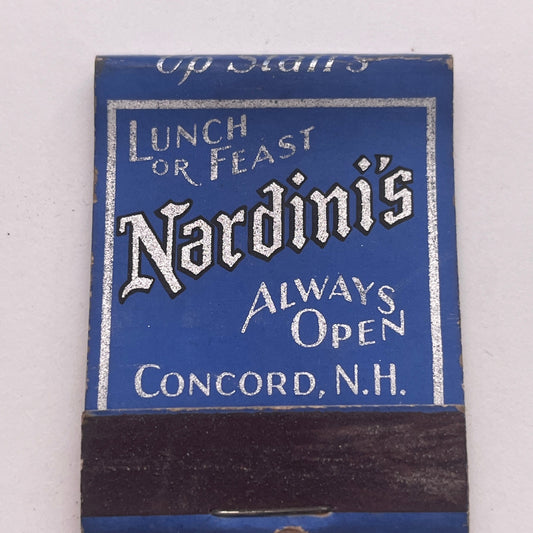 Up Stairs
LUNCH
OR FEAST
Nardini's
ALWAYS
OPEN
CONCORD, N.H.